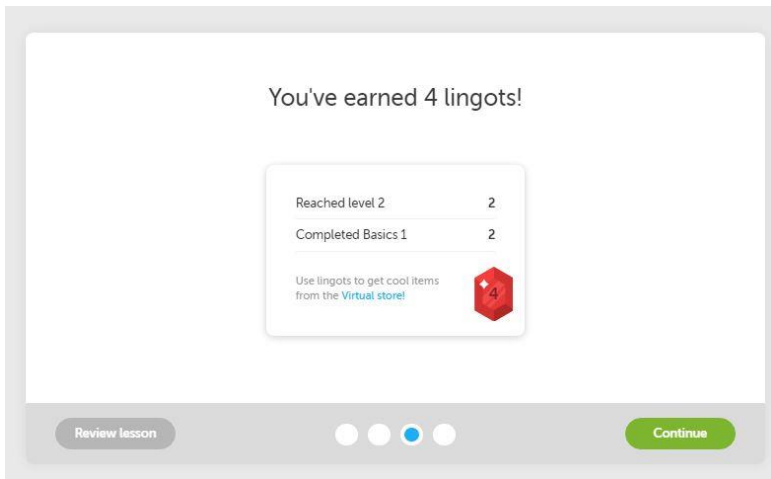 You've earned 4 lingots!
Reached level 2 2
Completed Basics 1 2
Use lingots to get cool items
from the Virtual store!
4
Review lesson Continue